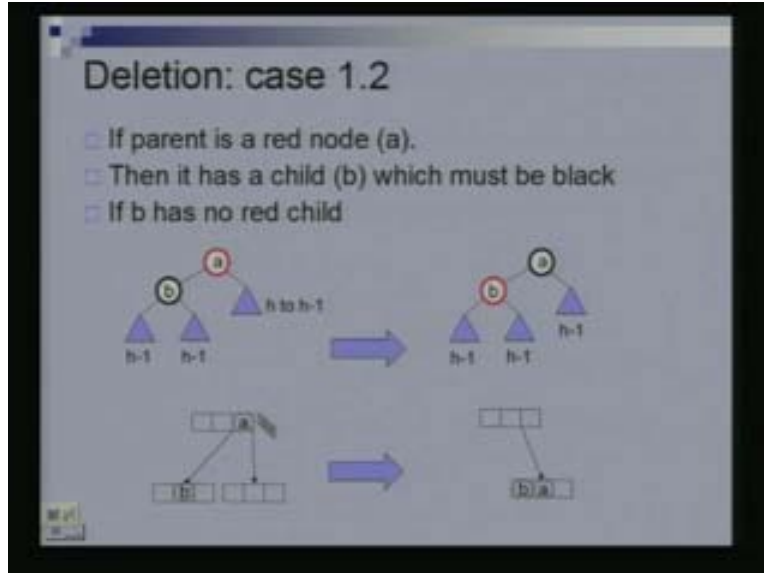 Deletion: case 1.2
If parent is a red node (a).
Then it has a child (b) which must be black
If b has no red child
a
b
h to h-1
h-1 h-1
a
b
h-1
h-1 h-1
a
b
b a